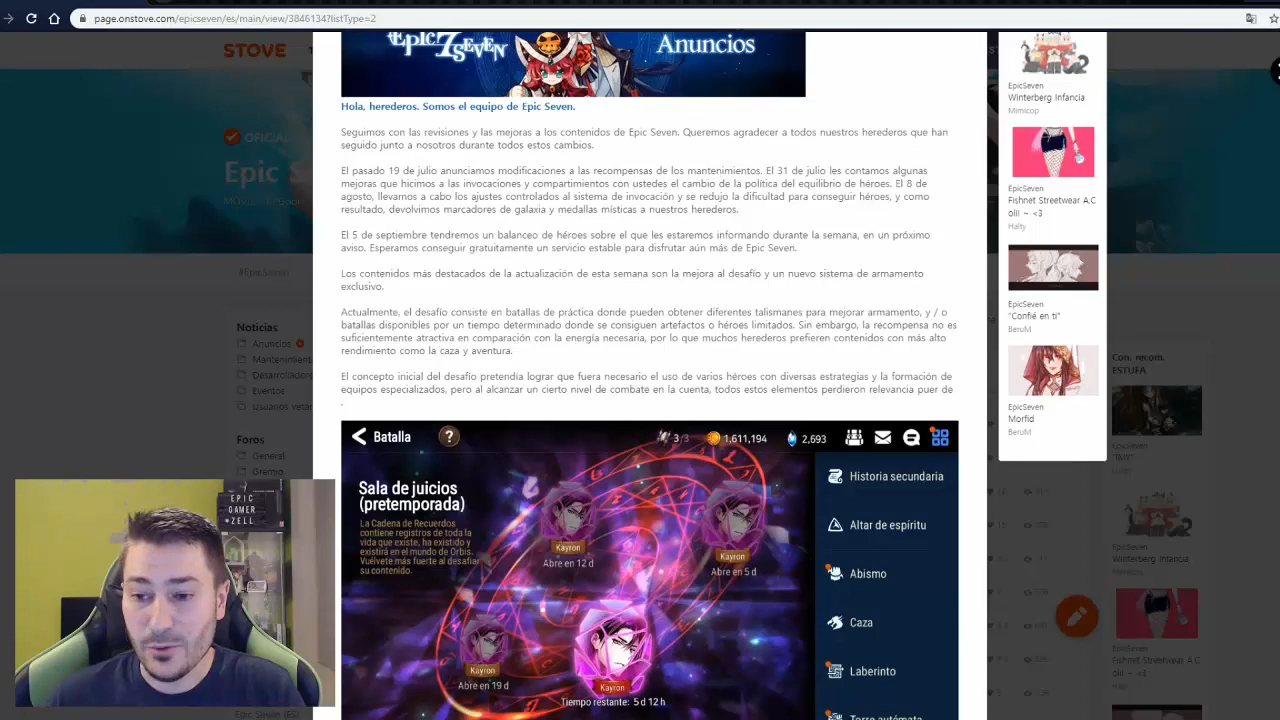 page.onstove.com/epicseven/es/main/view/3846134?listType=2
STOVE
EPIC SEVEN
Anuncios
OFICIAL
Epic S
#EpicSeven
Noticias
Anuncios
Mantenimient
Desarrollador
Eventos
usuarios vetad
Foros
General
Gremio
Hola, herederos. Somos el equipo de Epic Seven.
Seguimos con las revisiones y las mejoras a los contenidos de Epic Seven. Queremos agradecer a todos nuestros herederos que han
seguido junto a nosotros durante todos estos cambios.
El pasado 19 de julio anunciamos modificaciones a las recompensas de los mantenimientos. El 31 de julio les contamos algunas
mejoras que hicimos a las invocaciones y compartimientos con ustedes el cambio de la política del equilibrio de héroes. El 8 de
agosto, llevarnos a cabo los ajustes controlados al sistema de invocación y se redujo la dificultad para conseguir héroes, y como
resultado, devolvimos marcadores de galaxia y medallas místicas a nuestros herederos.
El 5 de septiembre tendremos un balanceo de héroes sobre el que les estaremos informando durante la semana, en un próximo
aviso. Esperamos conseguir gratuitamente un servicio estable para disfrutar aún más de Epic Seven.
Los contenidos más destacados de la actualización de esta semana son la mejora al desafío y un nuevo sistema de armamento
exclusivo.
Actualmente, el desafío consiste en batallas de práctica donde pueden obtener diferentes talismanes para mejorar armamento, y / o
batallas disponibles por un tiempo determinado donde se consiguen artefactos o héroes limitados. Sin embargo, la recompensa no es
suficientemente atractiva en comparación con la energía necesaria, por lo que muchos herederos prefieren contenidos con más alto
rendimiento como la caza y aventura.
El concepto inicial del desafío pretendía lograr que fuera necesario el uso de varios héroes con diversas estrategias y la formación de
equipos especializados, pero al alcanzar un cierto nivel de combate en la cuenta, todos estos elementos perdieron relevancia puer de
.
Batalla
?
3/3
1,611,194
2,693
Sala de juicios
(pretemporada)
La Cadena de Recuerdos
contiene registros de toda la
vida que existe, ha existido y
existirá en el mundo de Orbis.
Vuélvete más fuerte al desafiar
su contenido.
Kayron
Abre en 12 d
Kayron
Abre en 5 d
Kayron
Abre en 19 d
Kayron
Tiempo restante: 5 d 12 h
Historia secundaria
Altar de espíritu
Abismo
Caza
Laberinto
Torre autómata
EPIC
GAMER
*ZELL
EpicSeven
Winterberg Infancia
Mimicop
EpicSeven
Fishnet Streetwear A.C
olii ~ <3
Halty
EpicSeven
"Confié en ti"
BeruM
EpicSeven
Morfid
BeruM
Con. recom.
ESTUFA
EpicSeven
EpicSeven
Winterberg Infancia
EpicSeven
Fishnet Streetwear A.C